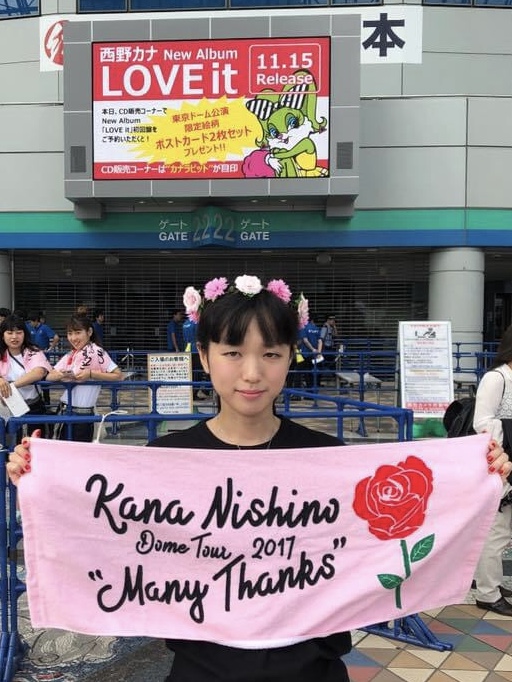 本
西野カナ New Album
LOVE it
11.15
Release
本日、CD販売コーナーで
New Album
「LOVE it」初回盤を
ご予約いただくと!
東京ドーム公演
限定絵柄
ポストカード2枚セット
プレゼント!!
CD販売コーナーは"カナラビット"が目印
ゲート 22 22 ゲート
GATE GATE
Kana Nishino
Dome Tour 2017
"Many Thanks"